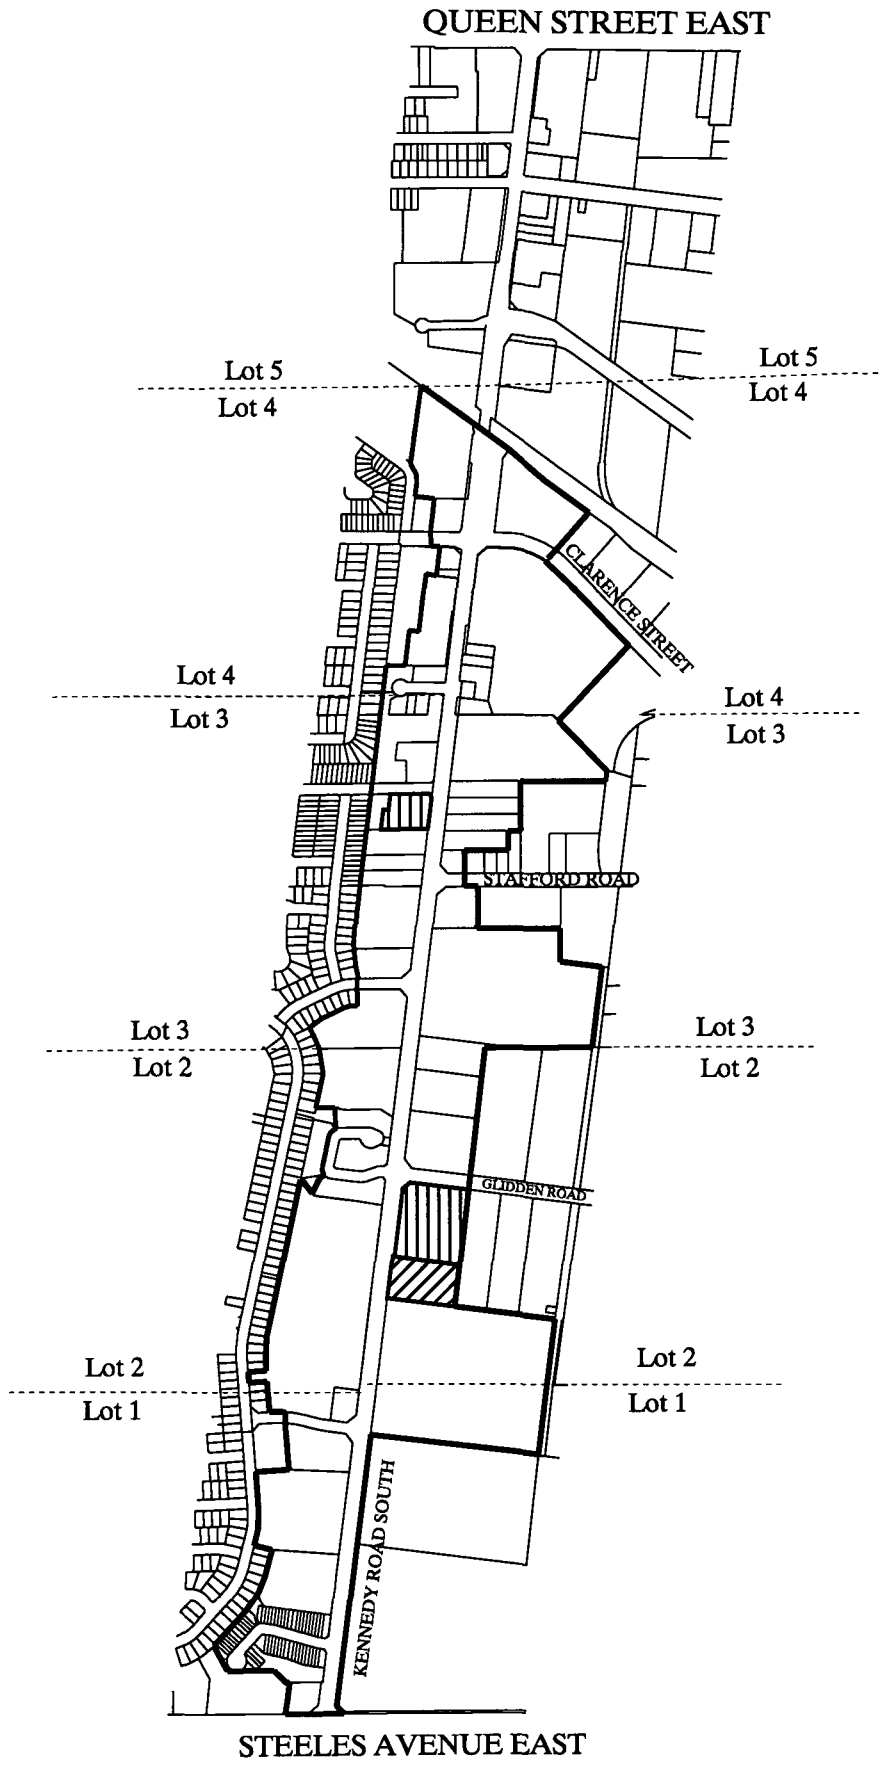 QUEEN STREET EAST
Lot 5
Lot 5
Lot 4
Lot 4
CLARENCE STREET
Lot 4
Lot 3
Lot 4
Lot 3
STAFFORD ROAD
Lot 3
Lot 2
Lot 3
Lot 2
GLIDDEN ROAD
Lot 2
Lot 1
Lot 2
Lot 1
KENNEDY ROAD SOUTH
STEELES AVENUE EAST